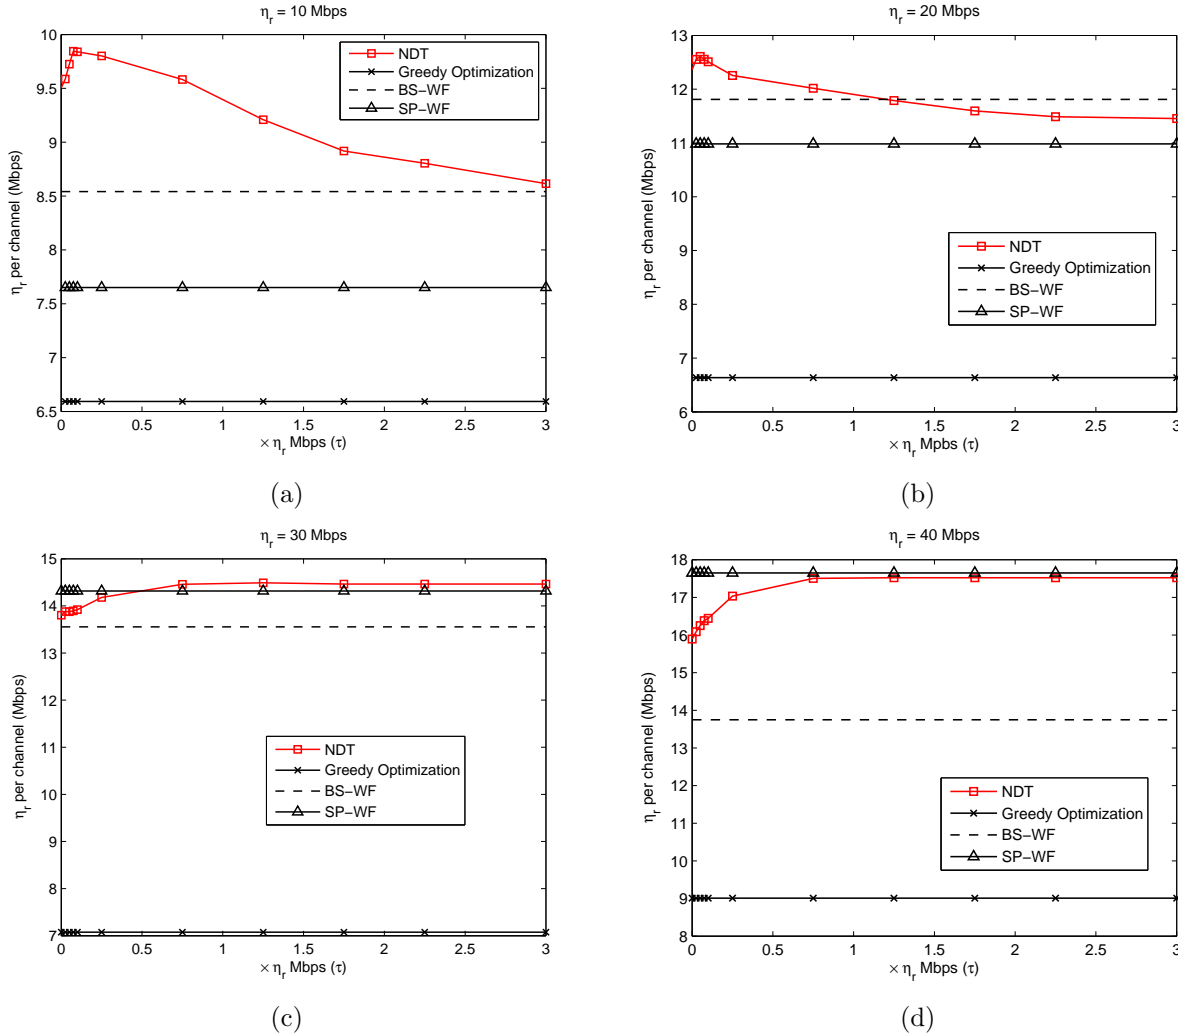 η_r = 10 Mbps
10
9.5
9
8.5
8
7.5
7
6.5
0 0.5 1 1.5 2 2.5 3
η_r per channel (Mbps)
× η_r Mbps (τ)
NDT
Greedy Optimization
BS−WF
SP−WF
(a)
η_r = 20 Mbps
13
12
11
10
9
8
7
6
0 0.5 1 1.5 2 2.5 3
η_r per channel (Mbps)
× η_r Mpbs (τ)
NDT
Greedy Optimization
BS−WF
SP−WF
(b)
η_r = 30 Mbps
15
14
13
12
11
10
9
8
7
0 0.5 1 1.5 2 2.5 3
η_r per channel (Mbps)
× η_r Mbps (τ)
NDT
Greedy Optimization
BS−WF
SP−WF
(c)
η_r = 40 Mbps
18
17
16
15
14
13
12
11
10
9
8
0 0.5 1 1.5 2 2.5 3
η_r per channel (Mbps)
× η_r Mbps (τ)
NDT
Greedy Optimization
BS−WF
SP−WF
(d)